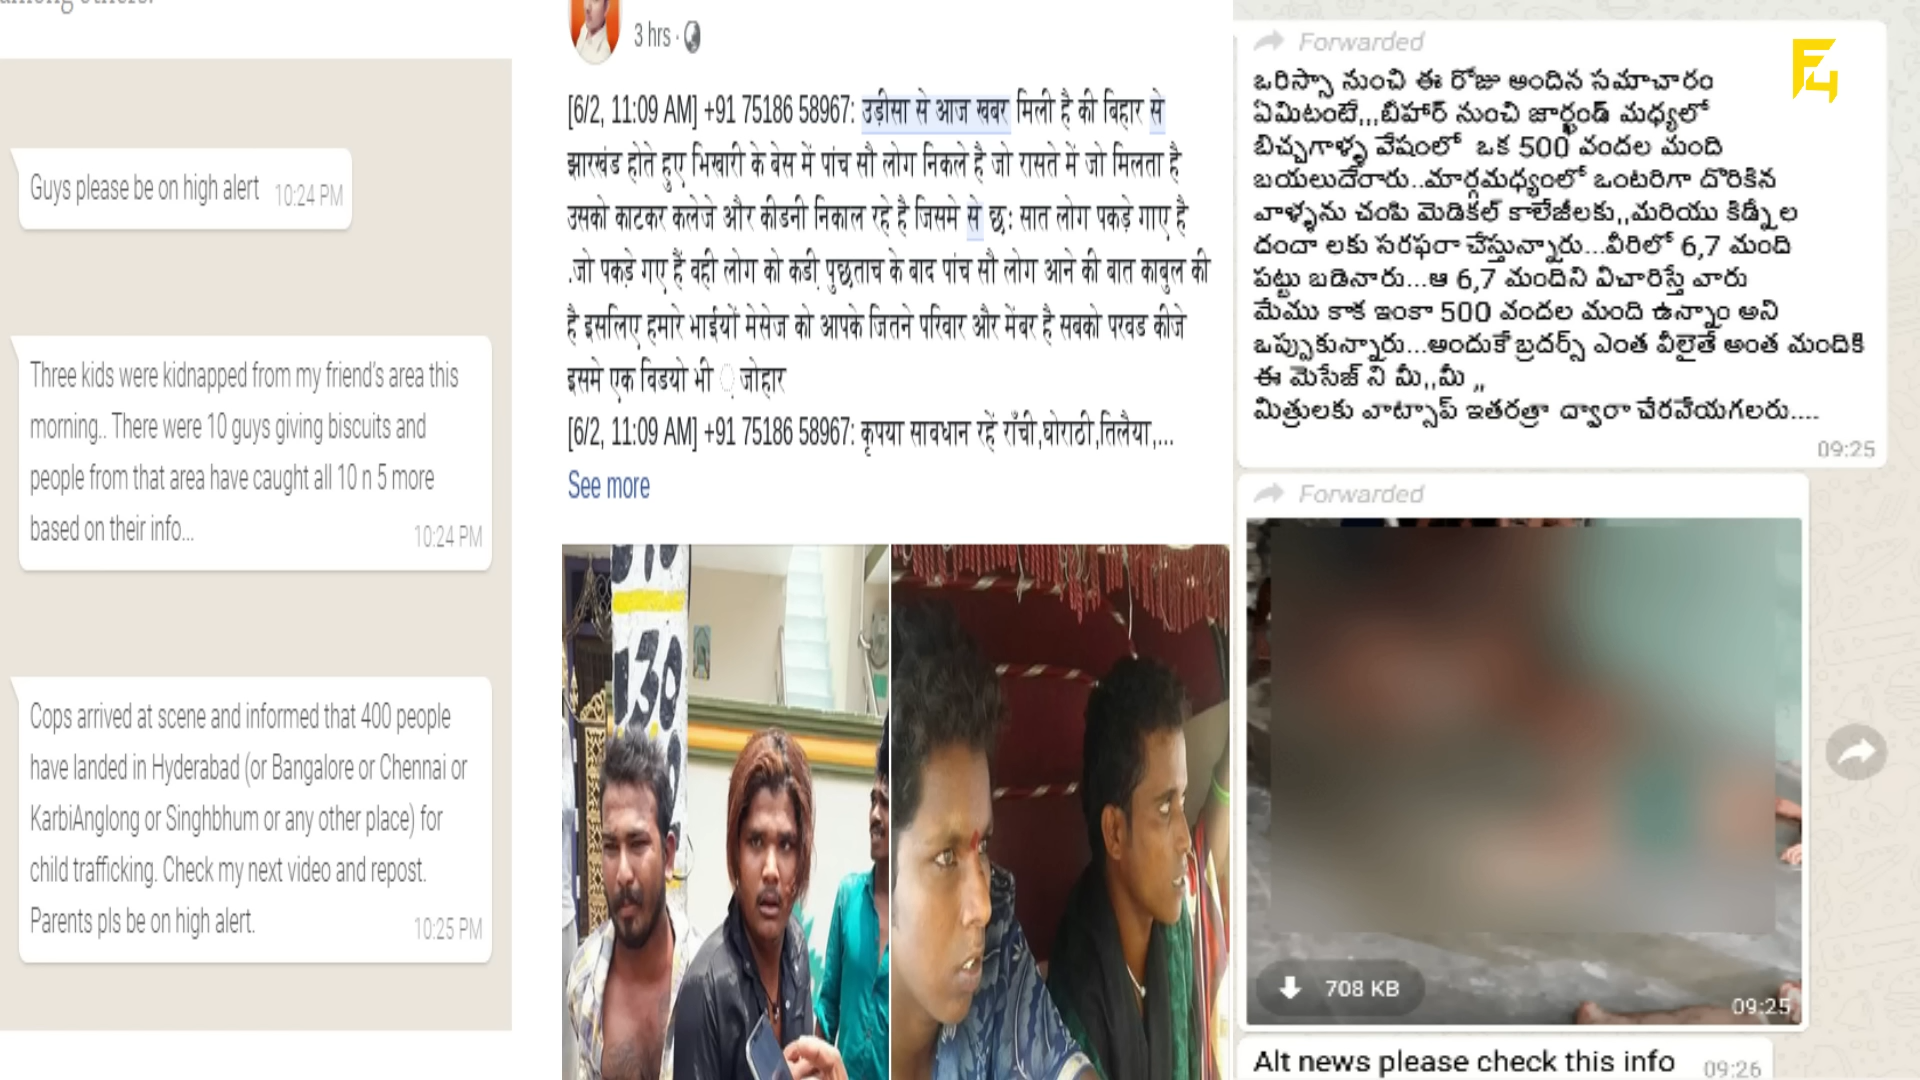 Guys please be on high alert 10:24 PM
Three kids were kidnapped from my friend's area this
morning.. There were 10 guys giving biscuits and
people from that area have caught all 10 n 5 more
based on their info... 10:24 PM
Cops arrived at scene and informed that 400 people
have landed in Hyderabad (or Bangalore or Chennai or
KarbiAnglong or Singhbhum or any other place) for
child trafficking. Check my next video and repost.
Parents pls be on high alert. 10:25 PM
3 hrs ·
[6/2, 11:09 AM] +91 75186 58967: उड़ीसा से आज खबर मिली है की बिहार से
झारखंड होते हुए भिखारी के बेस में पांच सौ लोग निकले है जो रास्ते में जो मिलता है
उसको काटकर कलेजे और कीडनी निकाल रहे है जिसमे से छः सात लोग पकड़े गाए है
.जो पकड़े गए हैं वही लोग को कडी़ पुछताच के बाद पांच सौ लोग आने की बात काबुल की
है इसलिए हमारे भाईयों मेसेज को आपके जितने परिवार और मेंबर है सबको परवड कीजे
इसमे एक विडयो भी ़ जोहार
[6/2, 11:09 AM] +91 75186 58967: कृपया सावधान रहें राँची,घोराठी,तिलैया,...
See more
130
Forwarded
ఒరిస్సా నుంచి ఈ రోజు అందిన సమాచారం
ఏమిటంటే,,,బీహార్ నుంచి జార్ఖండ్ మధ్యలో
బిచ్చగాళ్ళ వేషంలో ఒక 500 వందల మంది
బయలుదేరారు..మార్గమధ్యంలో ఒంటరిగా దొరికిన
వాళ్ళను చంపి మెడికల్ కాలేజీలకు,,మరియు కిడ్నీల
దందా లకు సరఫరా చేస్తున్నారు...వీరిలో 6,7 మంది
పట్టు బడినారు...ఆ 6,7 మందిని విచారిస్తే వారు
మేము కాక ఇంకా 500 వందల మంది ఉన్నాం అని
ఒప్పుకున్నారు...అందుకే బ్రదర్స్ ఎంత వీలైతే అంత మందికి
ఈ మెసేజ్ ని మీ,,మీ ,,
మిత్రులకు వాట్సాప్ ఇతరత్రా ద్వారా చేరవేయగలరు....
09:25
Forwarded
708 KB
09:25
Alt news please check this info 09:26